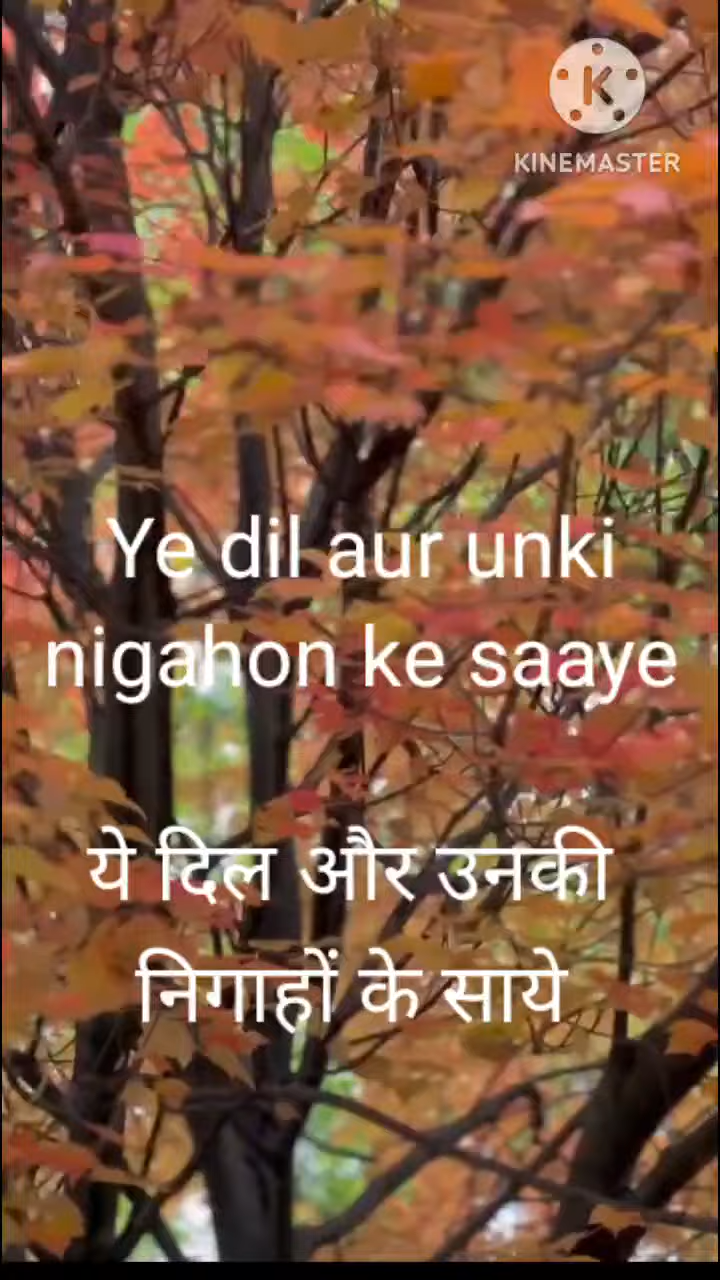 KINEMASTER
Ye dil aur unki
nigahon ke saaye
ये दिल और उनकी
निगाहों के साये